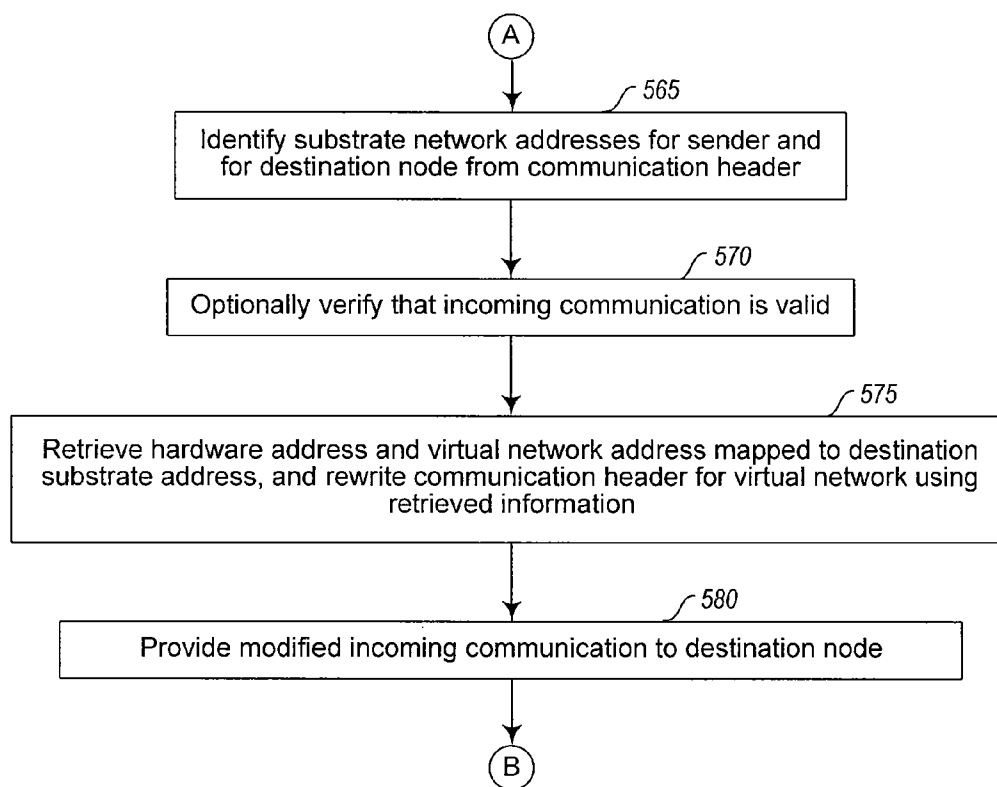 A
565
Identify substrate network addresses for sender and
for destination node from communication header
570
Optionally verify that incoming communication is valid
575
Retrieve hardware address and virtual network address mapped to destination
substrate address, and rewrite communication header for virtual network using
retrieved information
580
Provide modified incoming communication to destination node
B